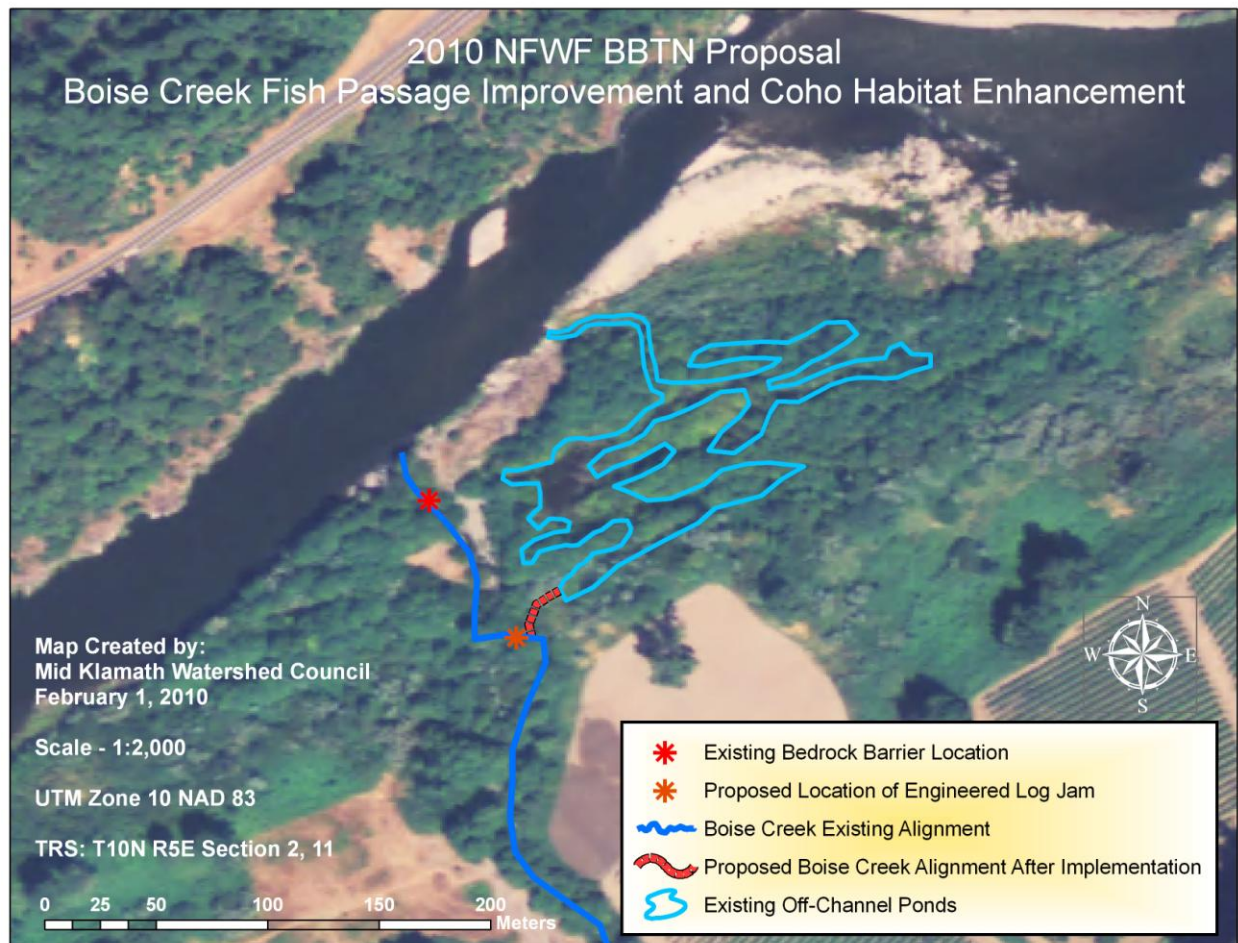 2010 NFWF BBTN Proposal
Boise Creek Fish Passage Improvement and Coho Habitat Enhancement
Map Created by:
Mid Klamath Watershed Council
February 1, 2010
Scale - 1:2,000
UTM Zone 10 NAD 83
TRS: T10N R5E Section 2, 11
0 25 50 100 150 200
Meters
N
W E
S
Existing Bedrock Barrier Location
Proposed Location of Engineered Log Jam
Boise Creek Existing Alignment
Proposed Boise Creek Alignment After Implementation
Existing Off-Channel Ponds